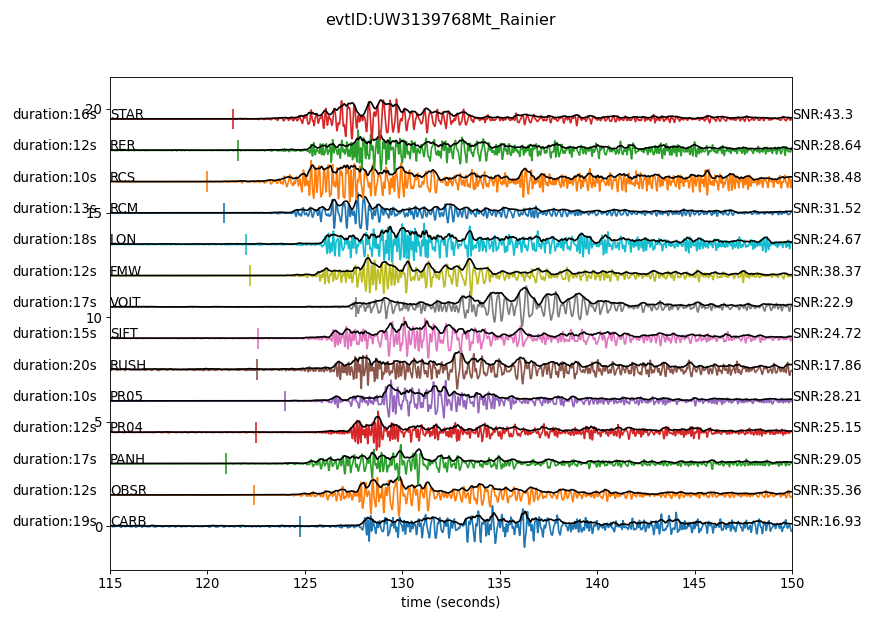 evtID:UW3139768Mt_Rainier
20
duration:16s STAR SNR:43.3
duration:12s RER SNR:28.64
duration:10s RCS SNR:38.48
duration:13s RCM SNR:31.52
15
duration:18s LON SNR:24.67
duration:12s FMW SNR:38.37
duration:17s VOIT SNR:22.9
10
duration:15s SIFT SNR:24.72
duration:20s RUSH SNR:17.86
duration:10s PR05 SNR:28.21
5
duration:12s PR04 SNR:25.15
duration:17s PANH SNR:29.05
duration:12s OBSR SNR:35.36
duration:19s CARB SNR:16.93
0
115 120 125 130 135 140 145 150
time (seconds)